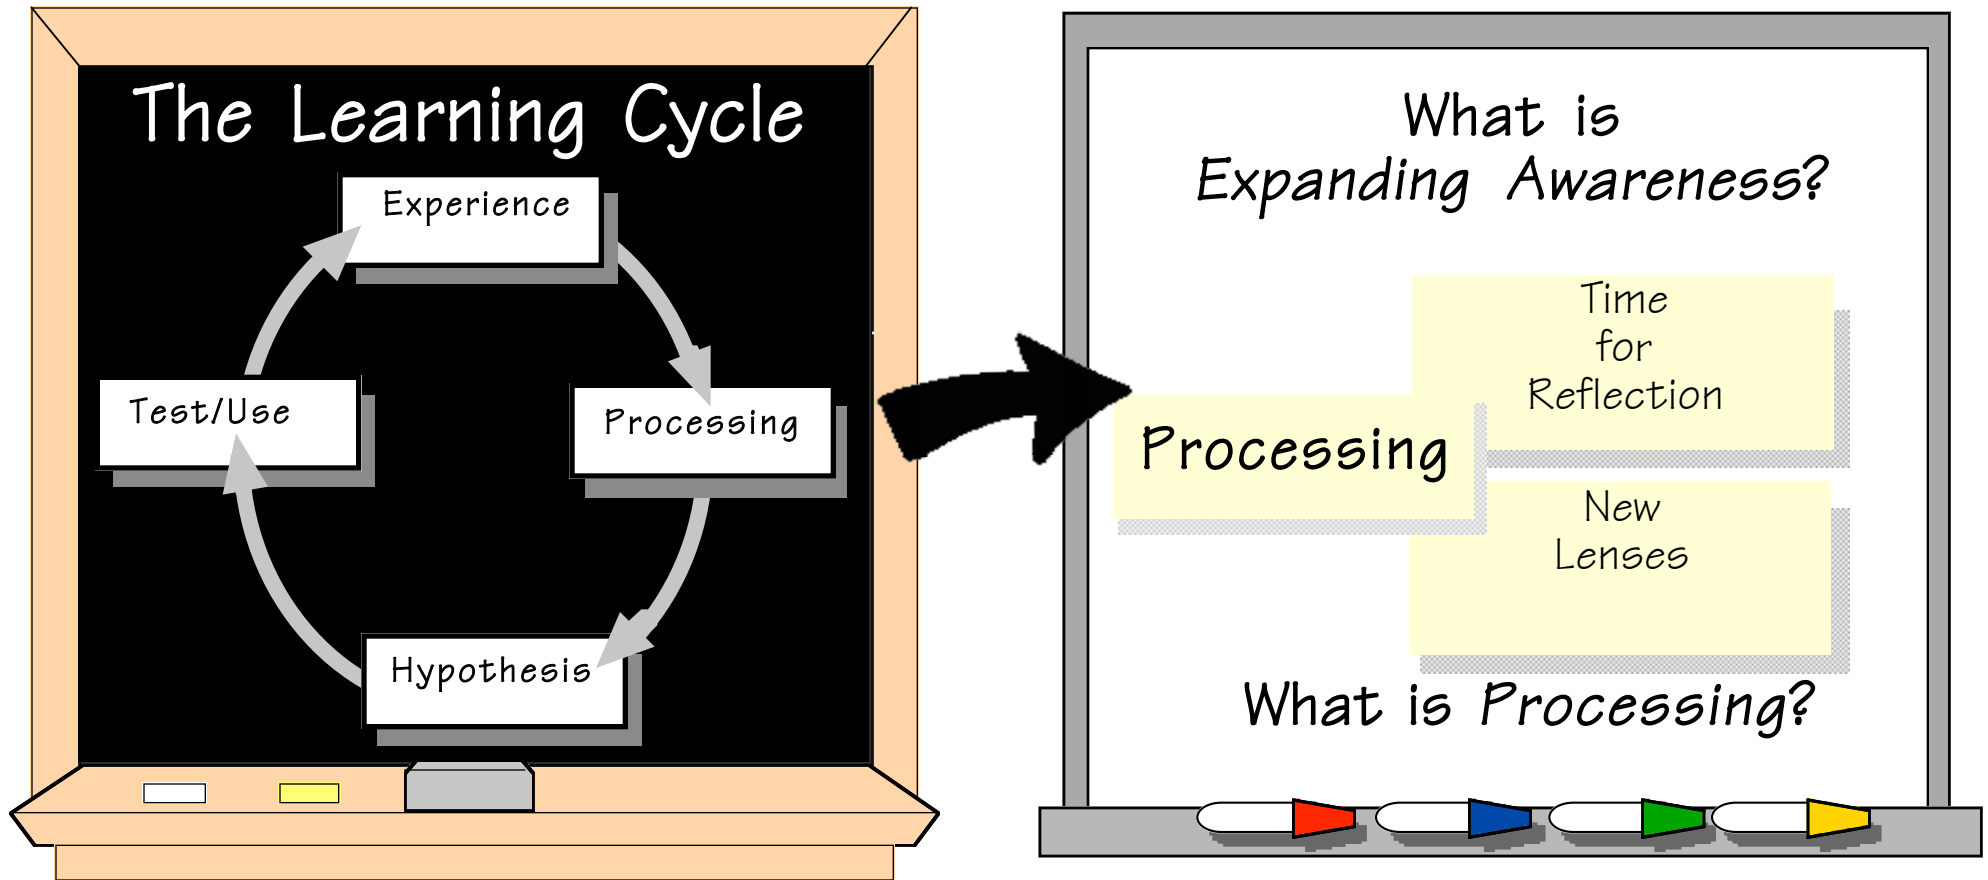 The Learning Cycle
Experience
Test/Use
Processing
Hypothesis
What is
Expanding Awareness?
Time
for
Reflection
Processing
New
Lenses
What is Processing?